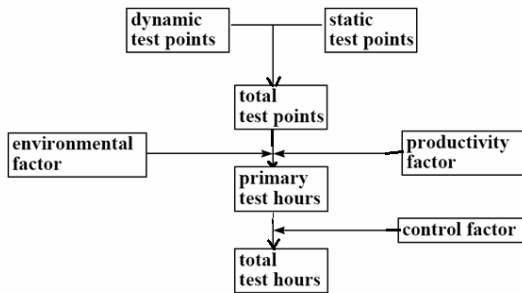 dynamic
test points
static
test points
total
test points
environmental
factor
productivity
factor
primary
test hours
control factor
total
test hours